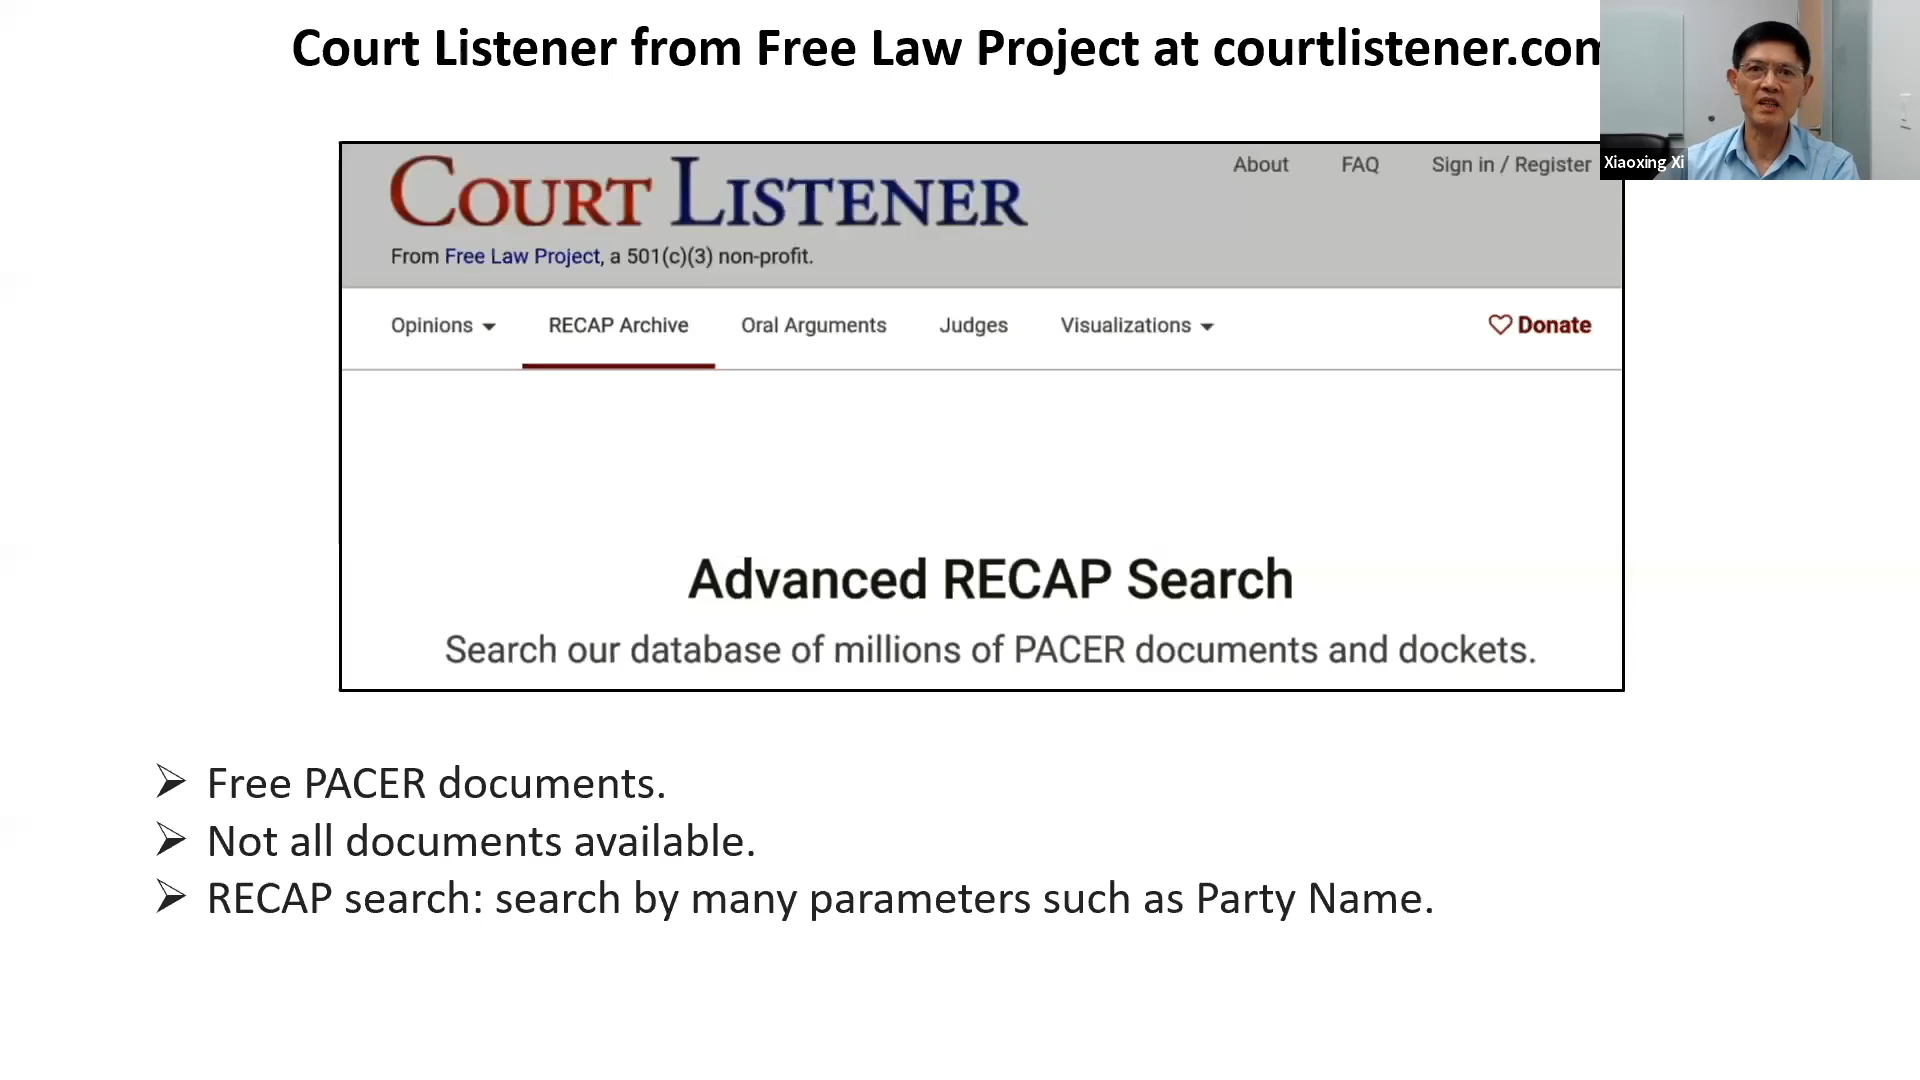 Court Listener from Free Law Project at courtlistener.com
Xiaoxing Xi
COURT LISTENER
About FAQ Sign in / Register
From Free Law Project, a 501(c)(3) non-profit.
Opinions RECAP Archive Oral Arguments Judges Visualizations Donate
Advanced RECAP Search
Search our database of millions of PACER documents and dockets.
Free PACER documents.
Not all documents available.
RECAP search: search by many parameters such as Party Name.